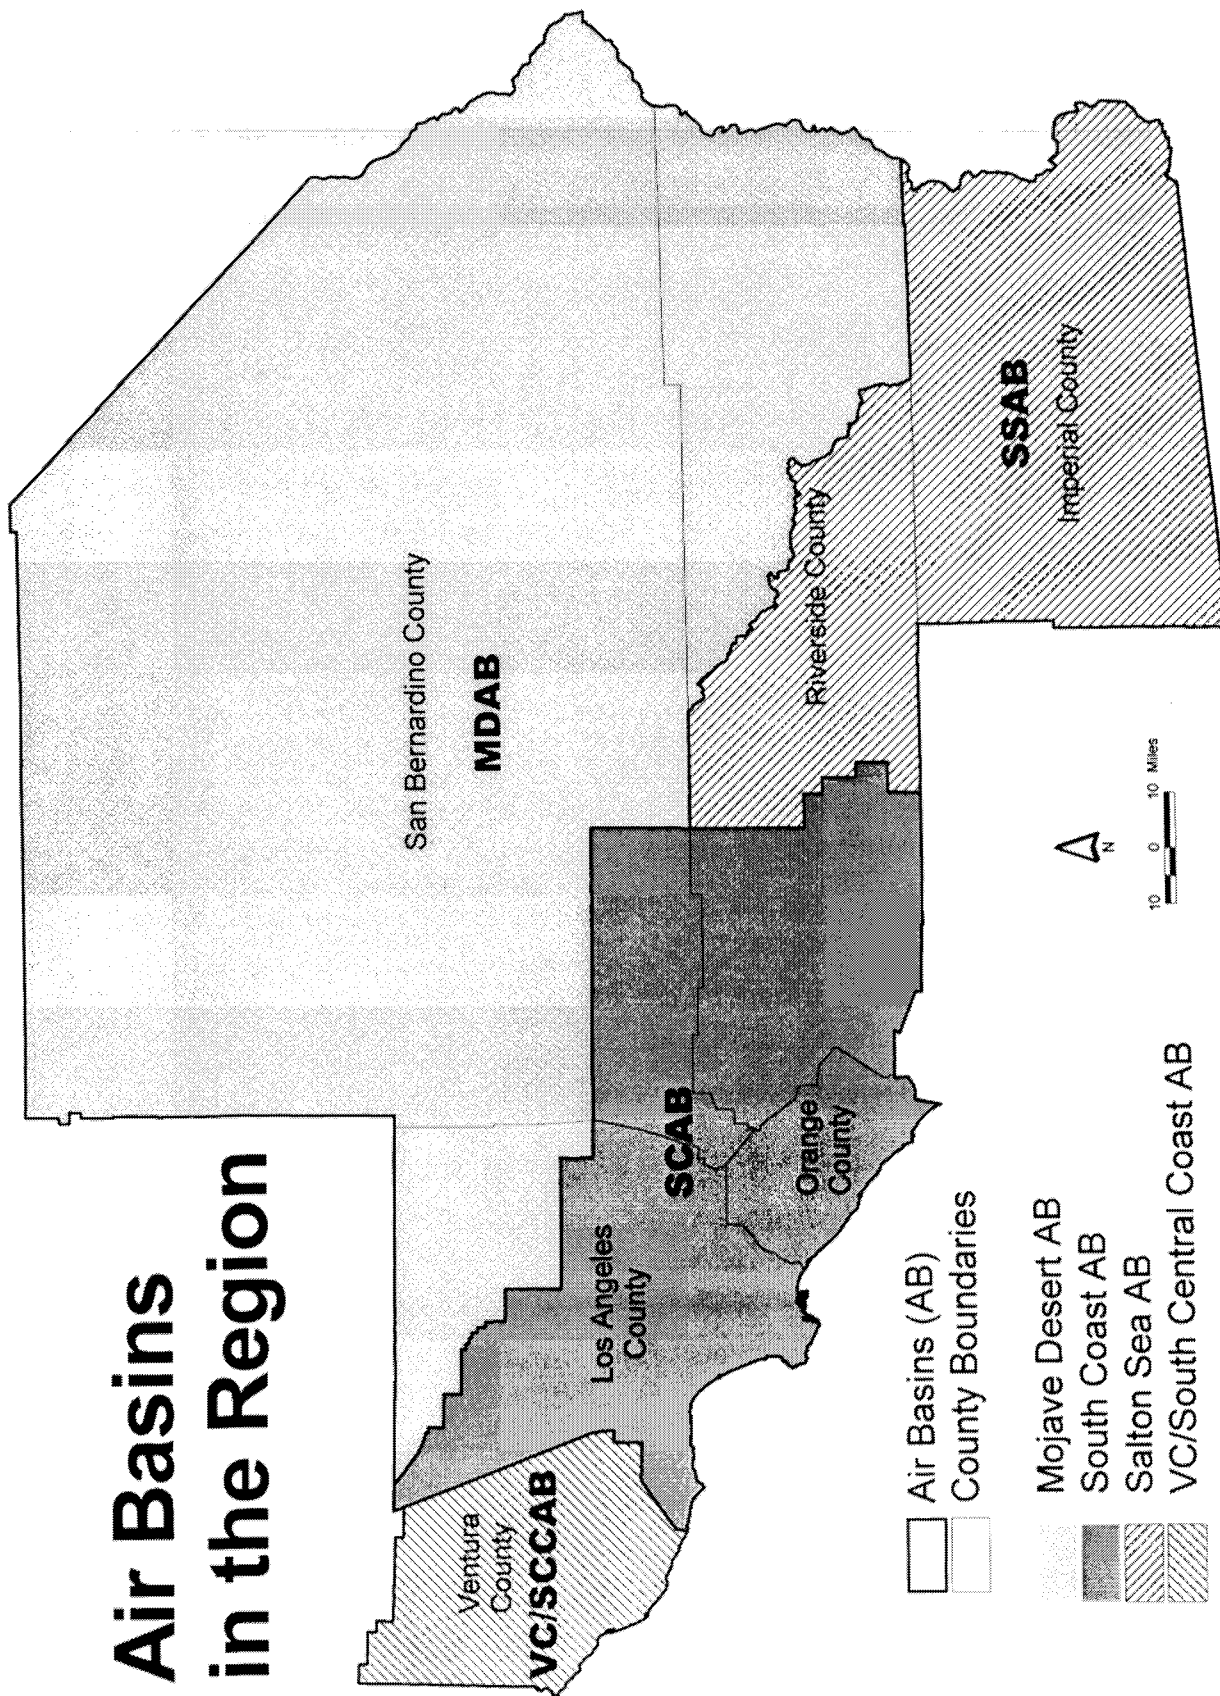 Air Basins
in the Region
San Bernardino County
MDAB
Ventura
County
VC/SCCAB
Los Angeles
County
SCAB
Orange
County
Riverside County
SSAB
Imperial County
Air Basins (AB)
County Boundaries
Mojave Desert AB
South Coast AB
Salton Sea AB
VC/South Central Coast AB
N
10 0 10 Miles